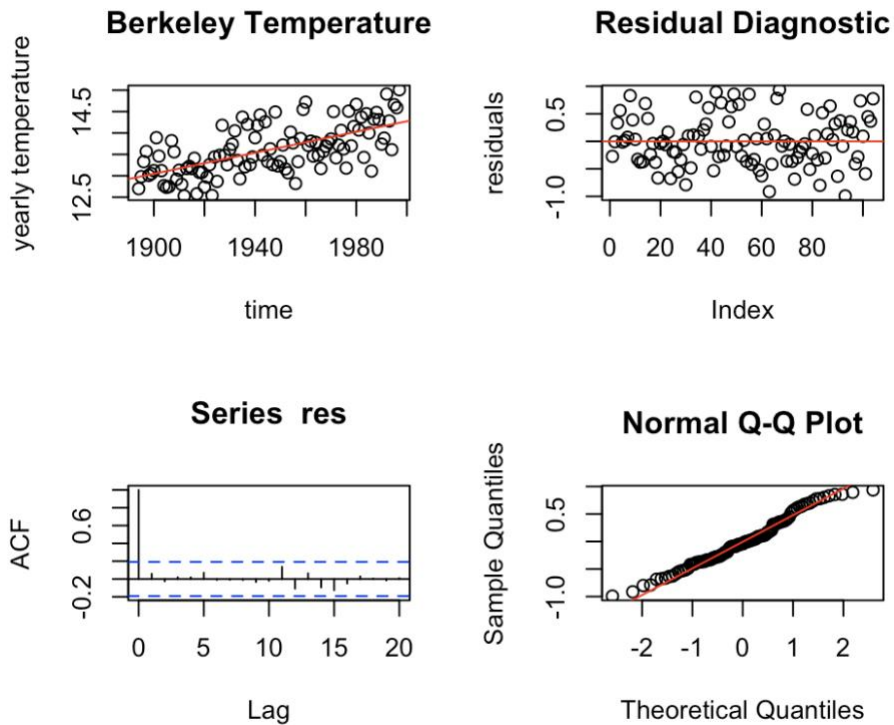 Berkeley Temperature
yearly temperature
14.5
12.5
1900
1940
1980
time
Residual Diagnostic
residuals
0.5
-1.0
0
20
40
60
80
Index
Series res
ACF
0.6
-0.2
0
5
10
15
20
Lag
Normal Q-Q Plot
Sample Quantiles
0.5
-1.0
-2
-1
0
1
2
Theoretical Quantiles